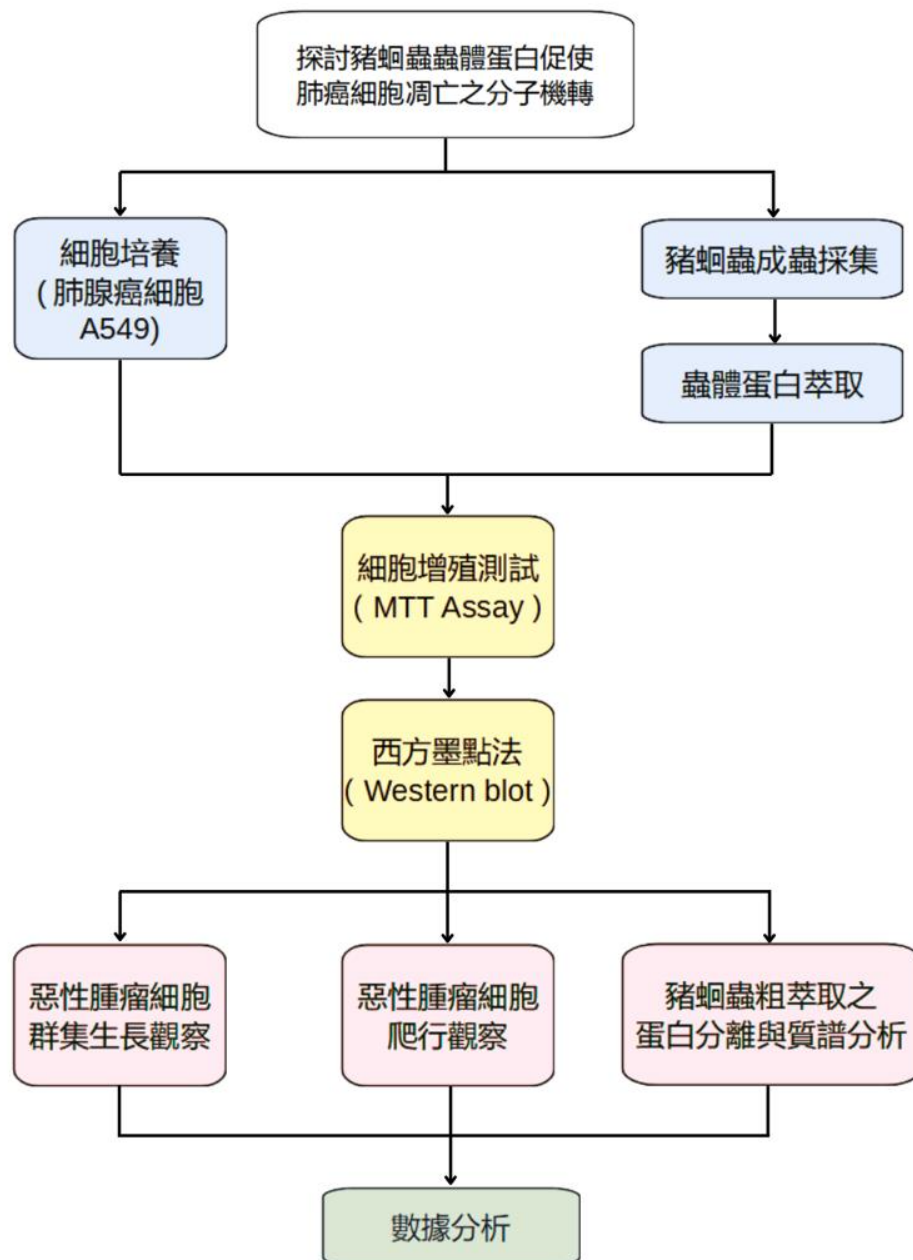 探討豬蛔蟲蟲體蛋白促使
肺癌細胞凋亡之分子機轉
細胞培養
( 肺腺癌細胞
A549)
豬蛔蟲成蟲採集
蟲體蛋白萃取
細胞增殖測試
( MTT Assay )
西方墨點法
( Western blot )
惡性腫瘤細胞
群集生長觀察
惡性腫瘤細胞
爬行觀察
豬蛔蟲粗萃取之
蛋白分離與質譜分析
數據分析